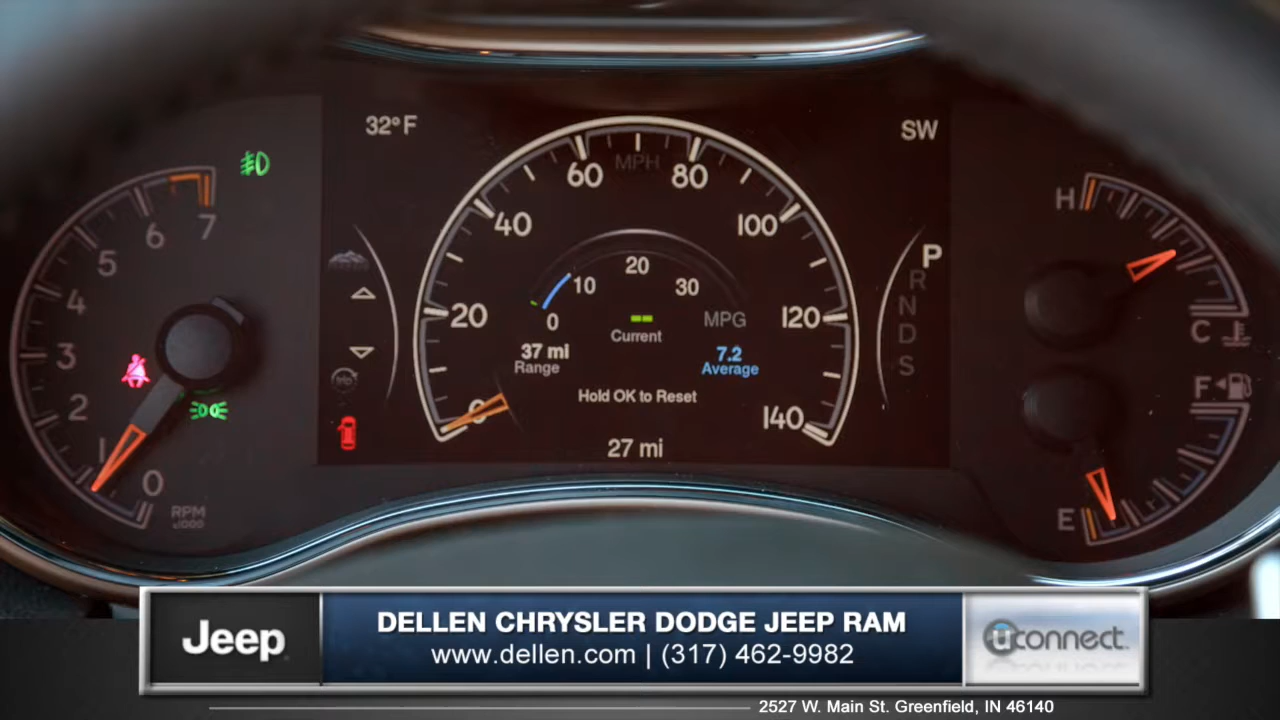 32°F
SW
MPH
0
20
40
60
80
100
120
140
0
10
20
30
MPG
Current
37 mi
Range
7.2
Average
Hold OK to Reset
27 mi
P
R
N
D
S
0
1
2
3
4
5
6
7
RPM
x1000
H
C
F
E
Jeep
DELLEN CHRYSLER DODGE JEEP RAM
www.dellen.com | (317) 462-9982
uconnect
2527 W. Main St. Greenfield, IN 46140